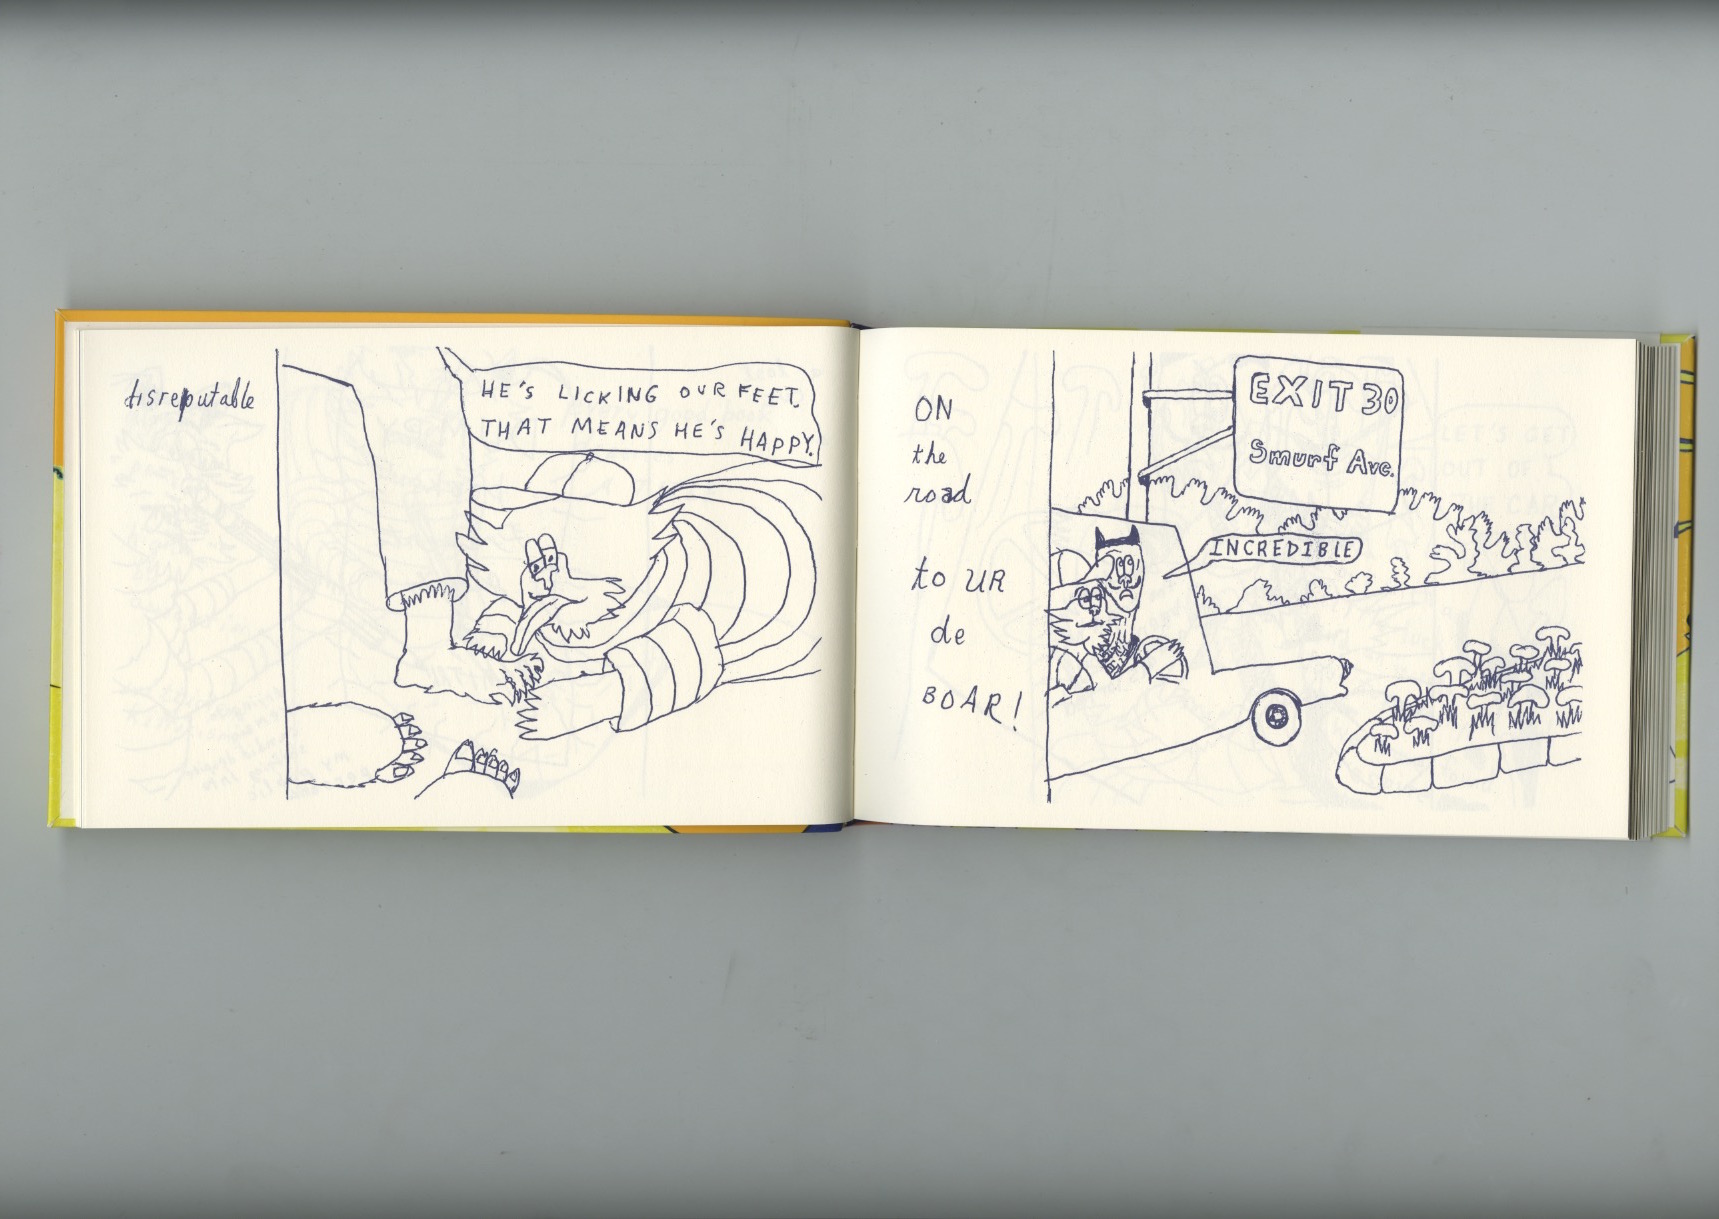 disreputable
HE'S LICKING OUR FEET.
THAT MEANS HE'S HAPPY.
ON
the
road
to UR
de
BOAR!
EXIT 30
Smurf Ave.
INCREDIBLE